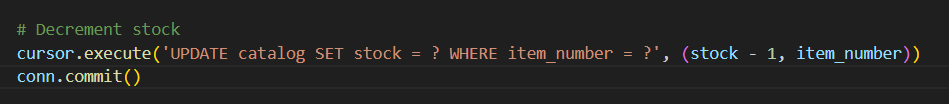 # Decrement stock
cursor.execute('UPDATE catalog SET stock = ? WHERE item_number = ?', (stock - 1, item_number))
conn.commit()